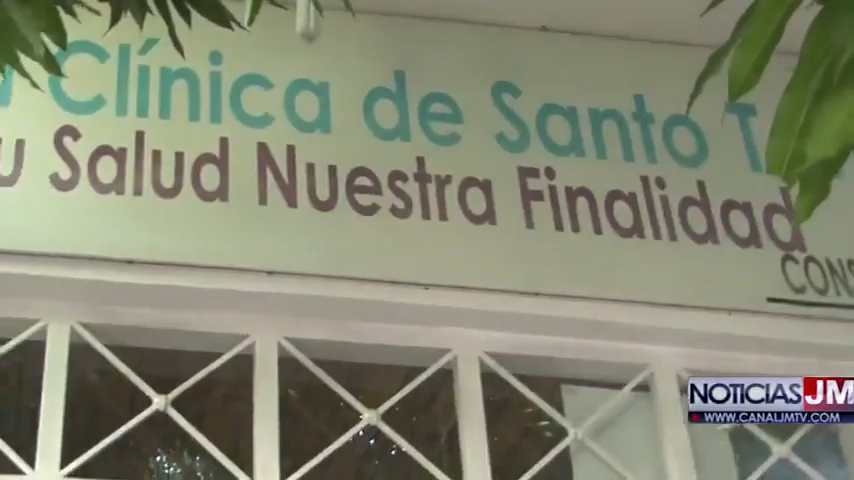 Clínica de Santo T
u Salud Nuestra Finalidad
CONS
NOTICIAS JM
WWW.CANALJMTV.COM